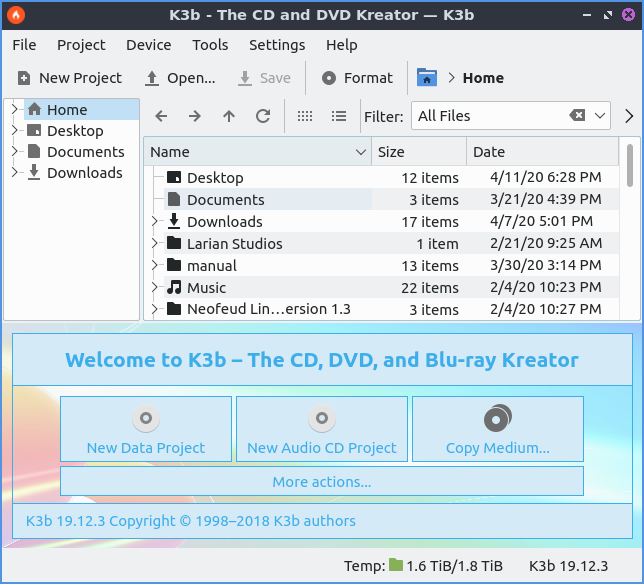 K3b - The CD and DVD Kreator — K3b
File Project Device Tools Settings Help
New Project Open... Save Format Home
Home
Desktop
Documents
Downloads
Filter: All Files
Name Size Date
Desktop 12 items 4/11/20 6:28 PM
Documents 3 items 3/21/20 4:39 PM
Downloads 17 items 4/7/20 5:01 PM
Larian Studios 1 item 2/21/20 9:25 AM
manual 13 items 3/30/20 3:14 PM
Music 22 items 2/4/20 10:23 PM
Neofeud Lin...ersion 1.3 3 items 2/4/20 10:27 PM
Welcome to K3b – The CD, DVD, and Blu-ray Kreator
New Data Project New Audio CD Project Copy Medium...
More actions...
K3b 19.12.3 Copyright © 1998–2018 K3b authors
Temp: 1.6 TiB/1.8 TiB K3b 19.12.3